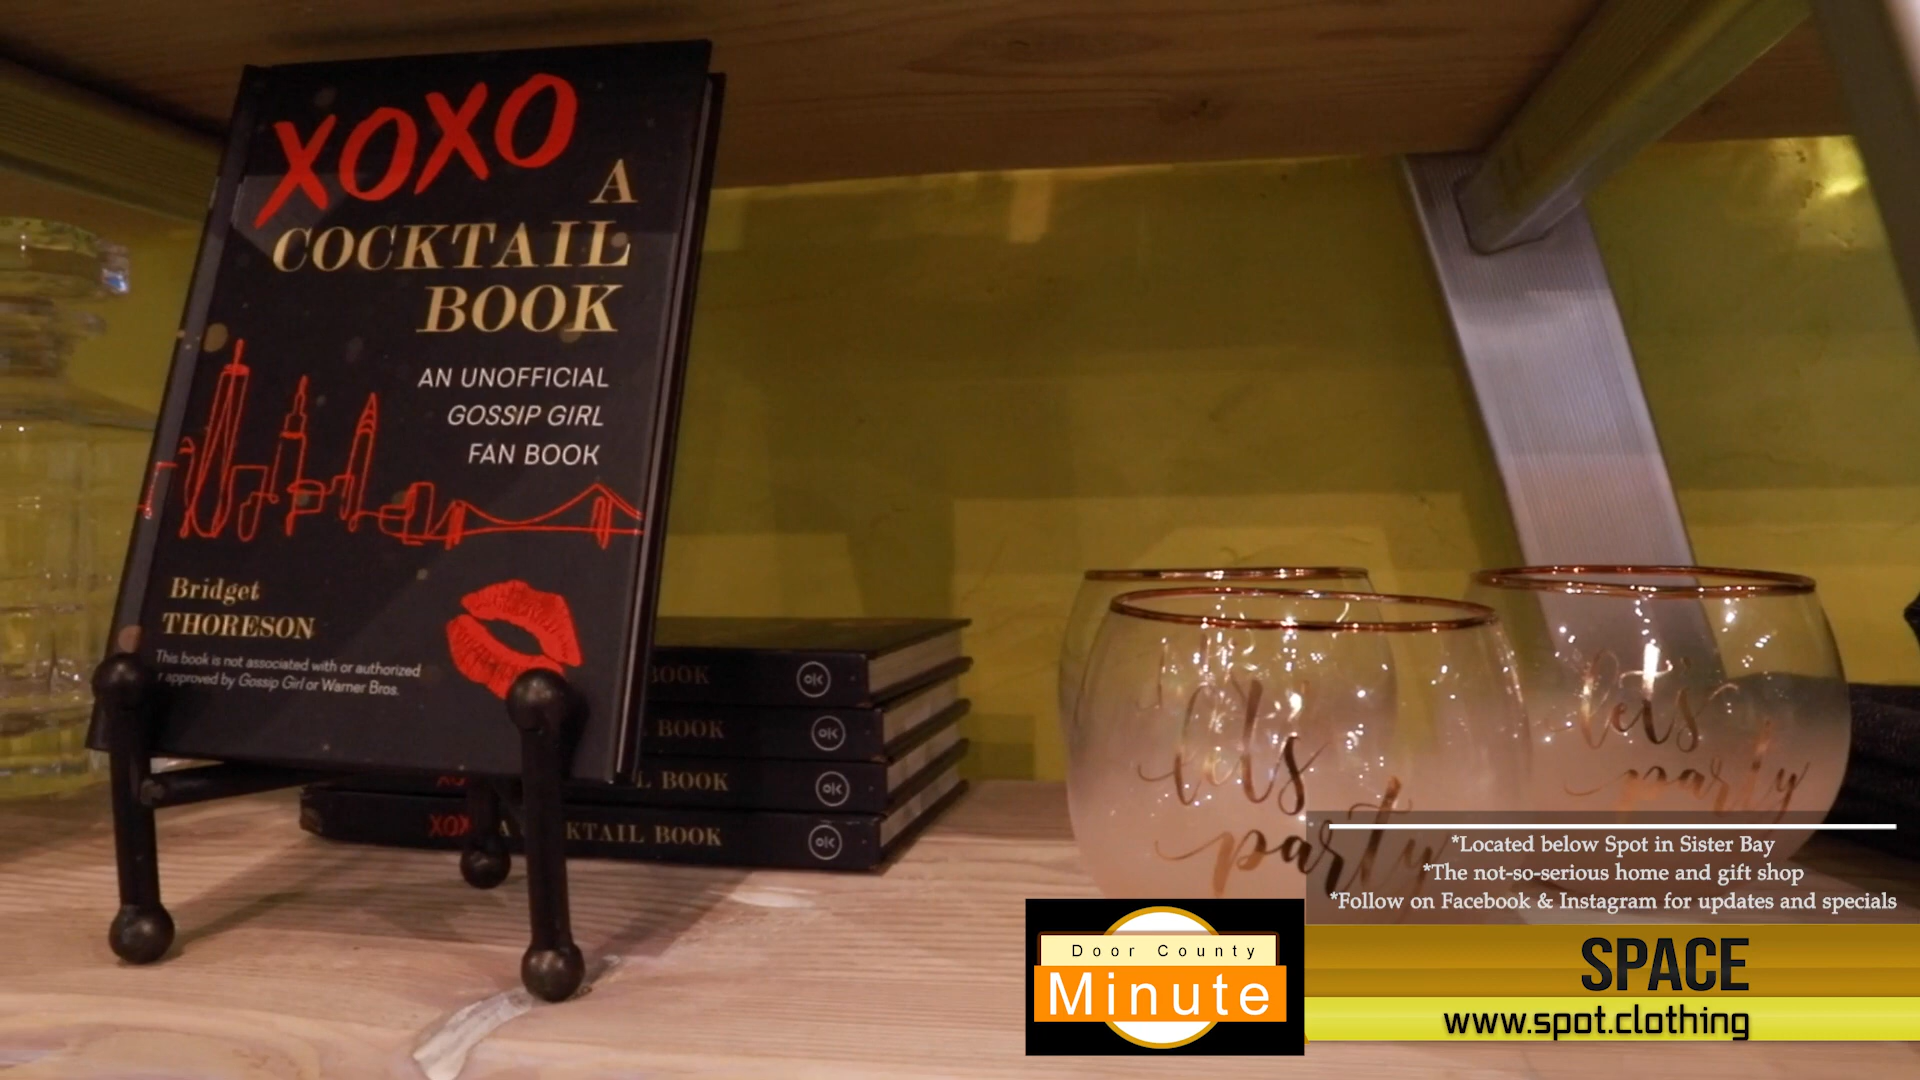 XOXO
A
COCKTAIL
BOOK
AN UNOFFICIAL
GOSSIP GIRL
FAN BOOK
Bridget
THORESON
This book is not associated with or authorized
r approved by Gossip Girl or Warner Bros.
BOOK
BOOK
L BOOK
XOX A CKTAIL BOOK
let's
party
let's
party
*Located below Spot in Sister Bay
*The not-so-serious home and gift shop
*Follow on Facebook & Instagram for updates and specials
Door County
Minute
SPACE
www.spot.clothing